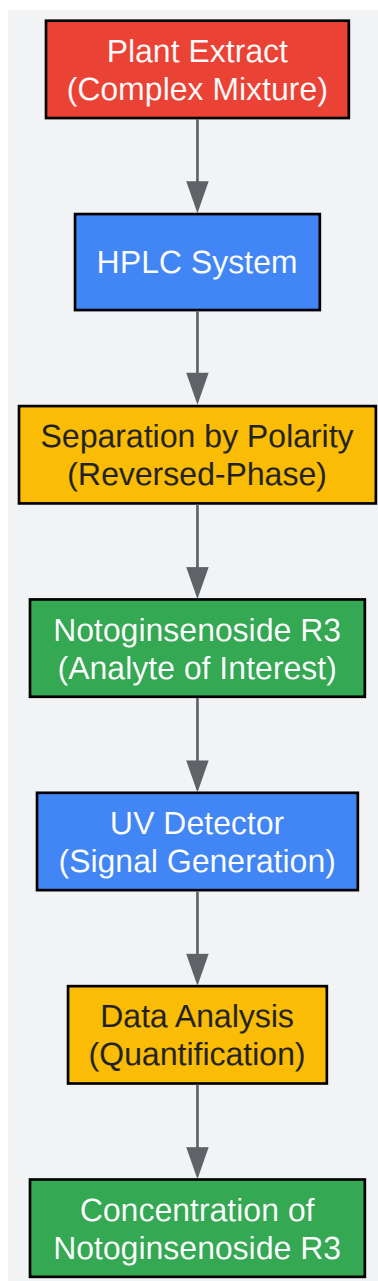 Plant Extract
(Complex Mixture)
HPLC System
Separation by Polarity
(Reversed-Phase)
Notoginsenoside R3
(Analyte of Interest)
UV Detector
(Signal Generation)
Data Analysis
(Quantification)
Concentration of
Notoginsenoside R3